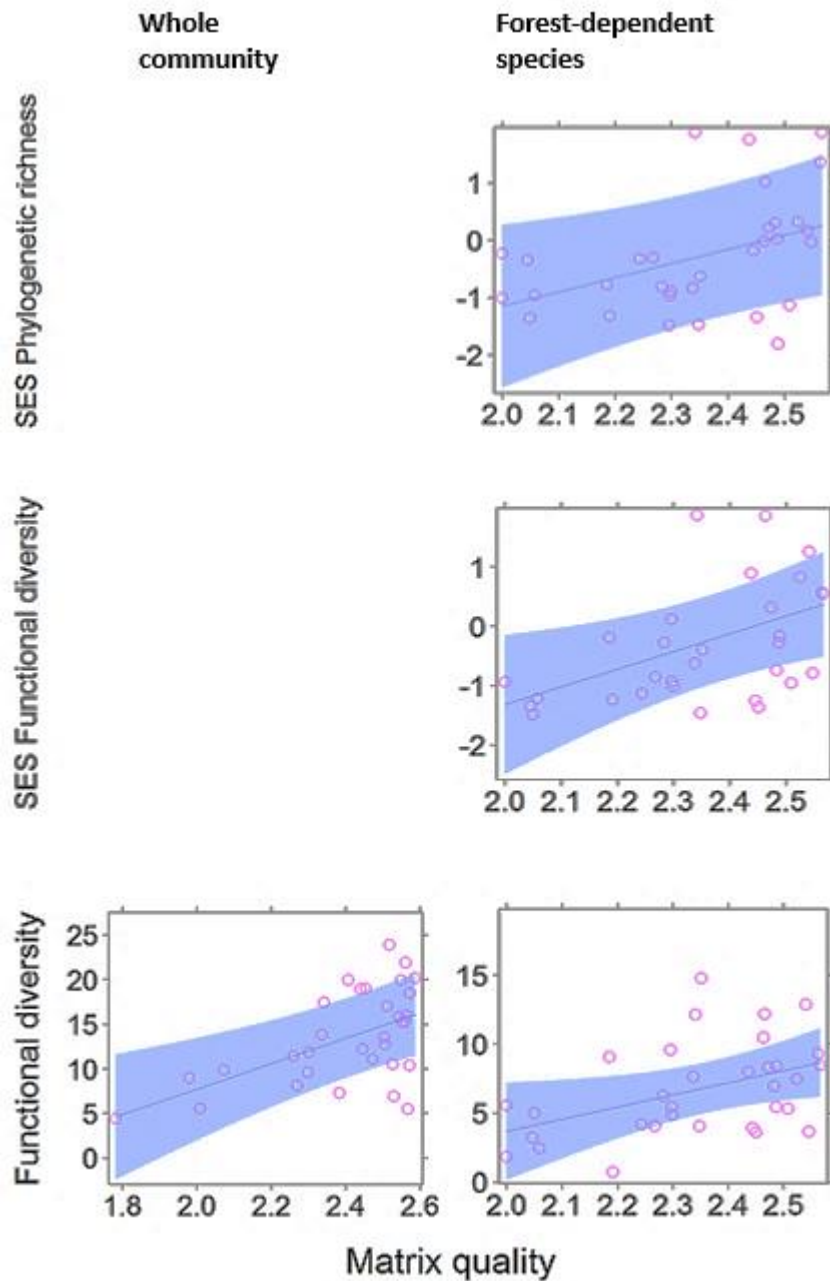 Whole
community
Forest-dependent
species
SES Phylogenetic richness
1
0
-1
-2
2.0 2.1 2.2 2.3 2.4 2.5
SES Functional diversity
1
0
-1
-2
2.0 2.1 2.2 2.3 2.4 2.5
Functional diversity
25
20
15
10
5
0
1.8 2.0 2.2 2.4 2.6
15
10
5
0
2.0 2.1 2.2 2.3 2.4 2.5
Matrix quality